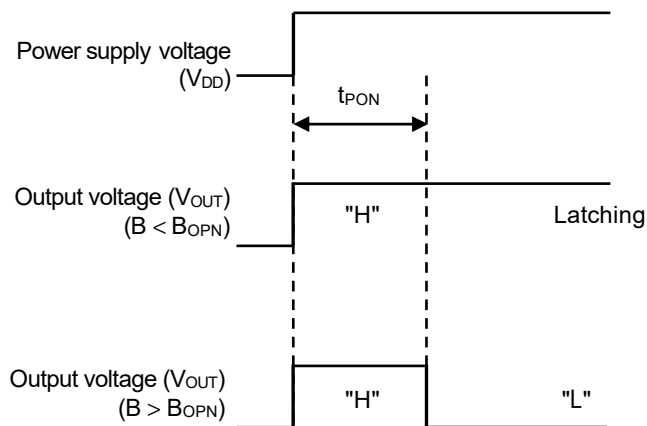 Power supply voltage
(VDD)
tPON
Output voltage (VOUT)
(B < BOPN)
"H"
Latching
Output voltage (VOUT)
(B > BOPN)
"H"
"L"